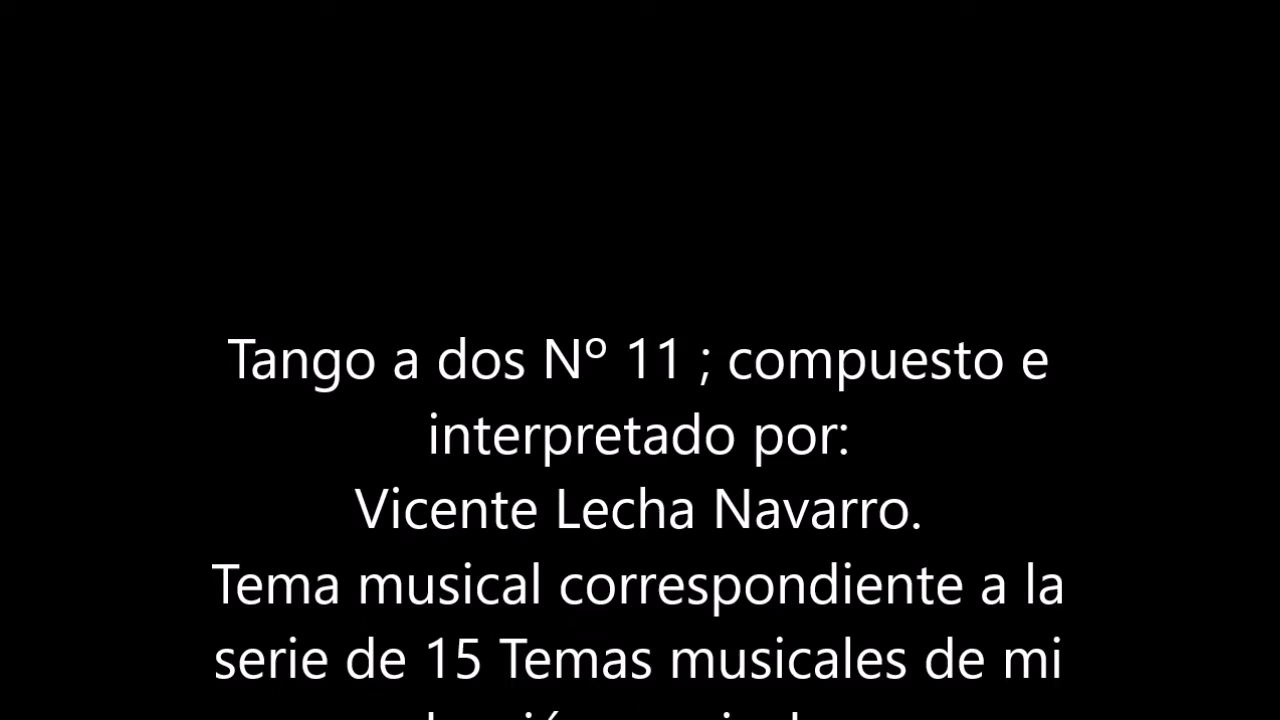 Tango a dos Nº 11 ; compuesto e
interpretado por:
Vicente Lecha Navarro.
Tema musical correspondiente a la
serie de 15 Temas musicales de mi